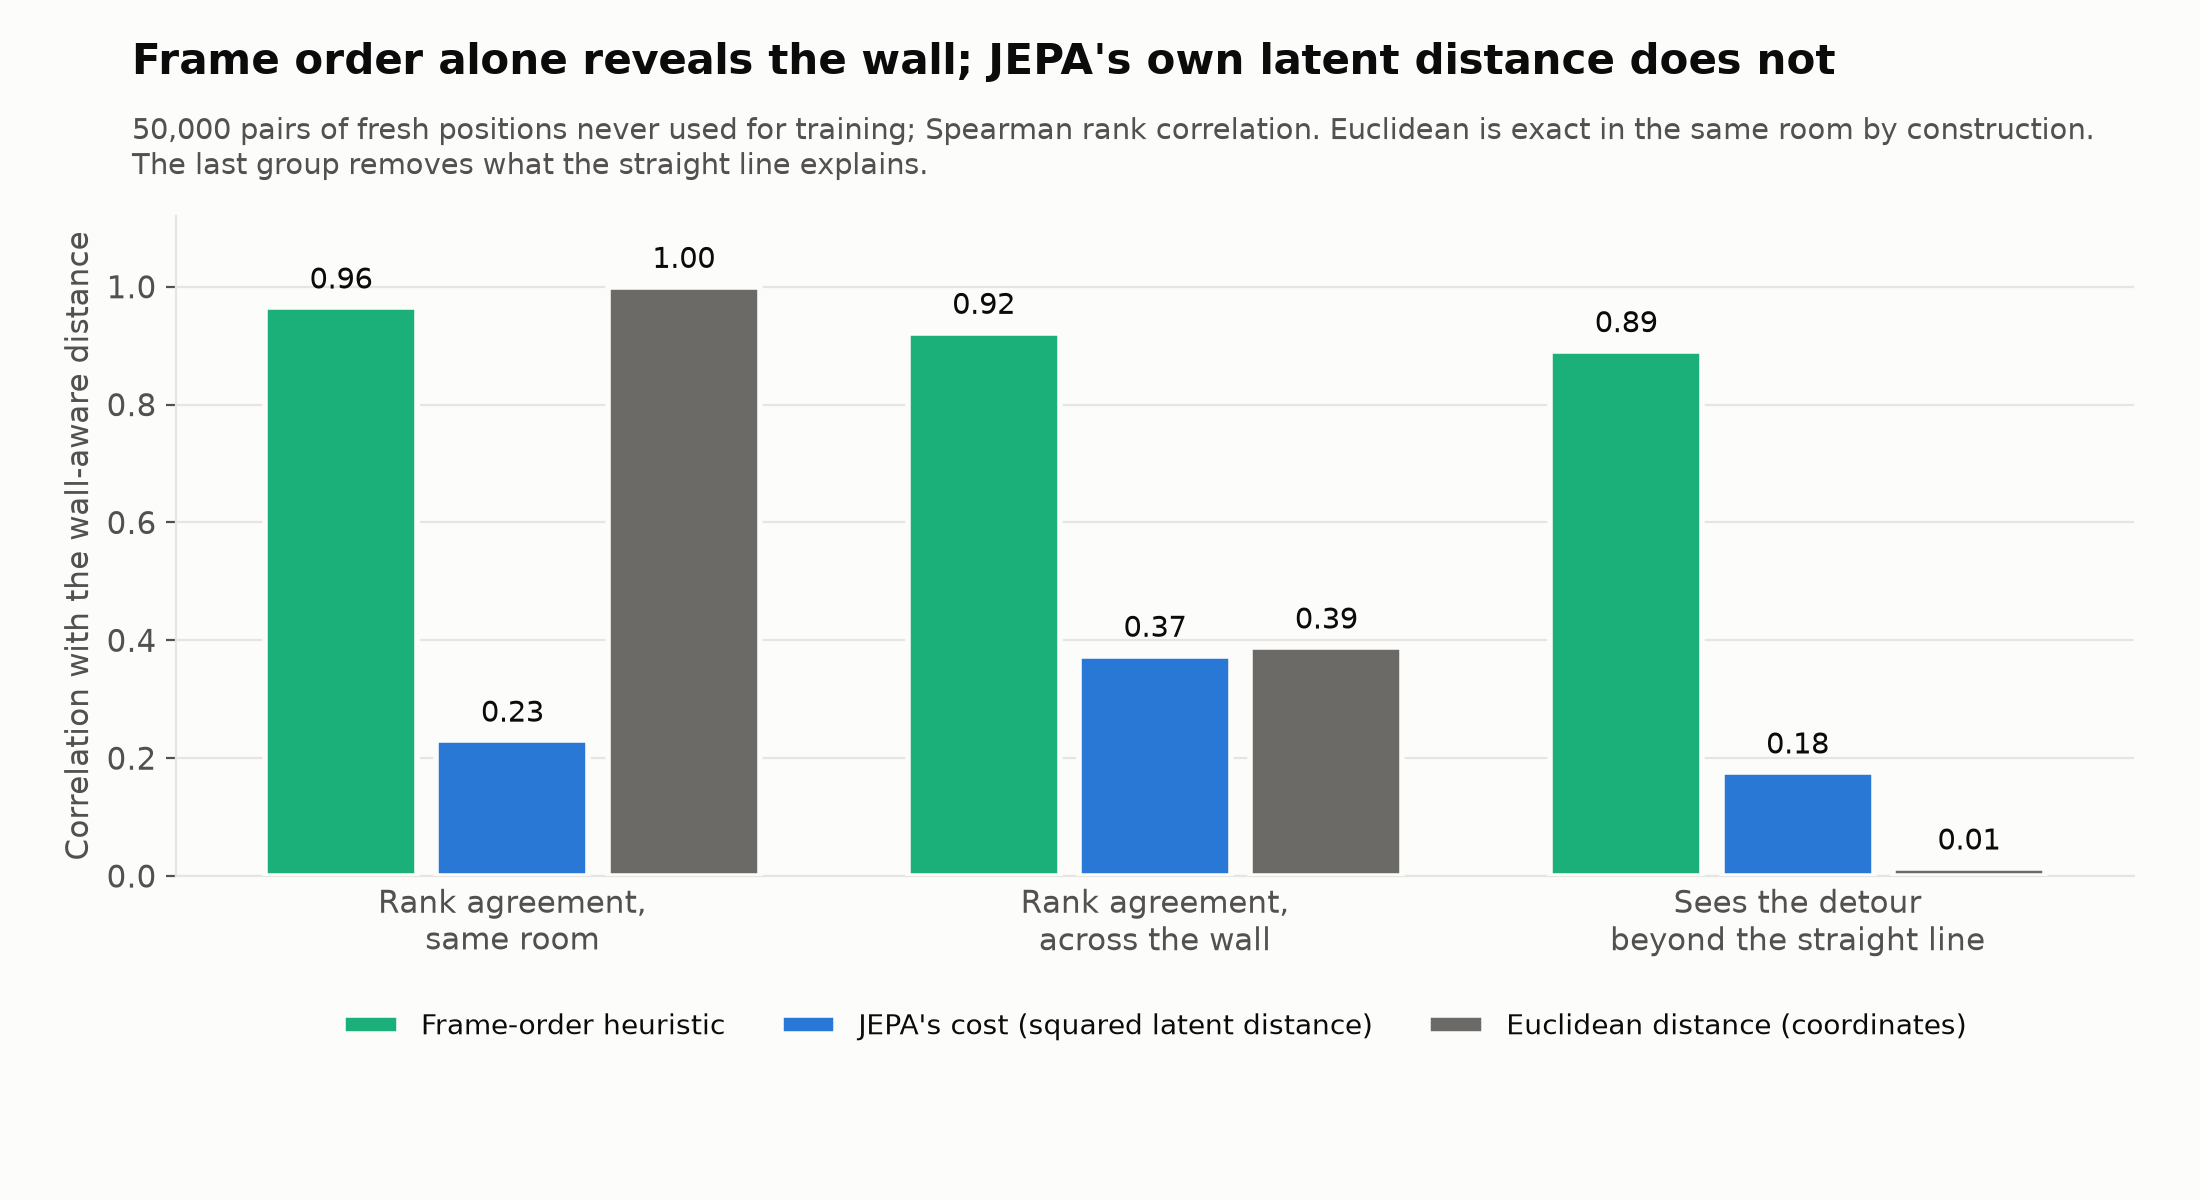 Frame order alone reveals the wall; JEPA's own latent distance does not
50,000 pairs of fresh positions never used for training; Spearman rank correlation. Euclidean is exact in the same room by construction.
The last group removes what the straight line explains.
Correlation with the wall-aware distance
1.0
0.8
0.6
0.4
0.2
0.0
0.96
0.23
1.00
0.92
0.37
0.39
0.89
0.18
0.01
Rank agreement,
same room
Rank agreement,
across the wall
Sees the detour
beyond the straight line
Frame-order heuristic
JEPA's cost (squared latent distance)
Euclidean distance (coordinates)